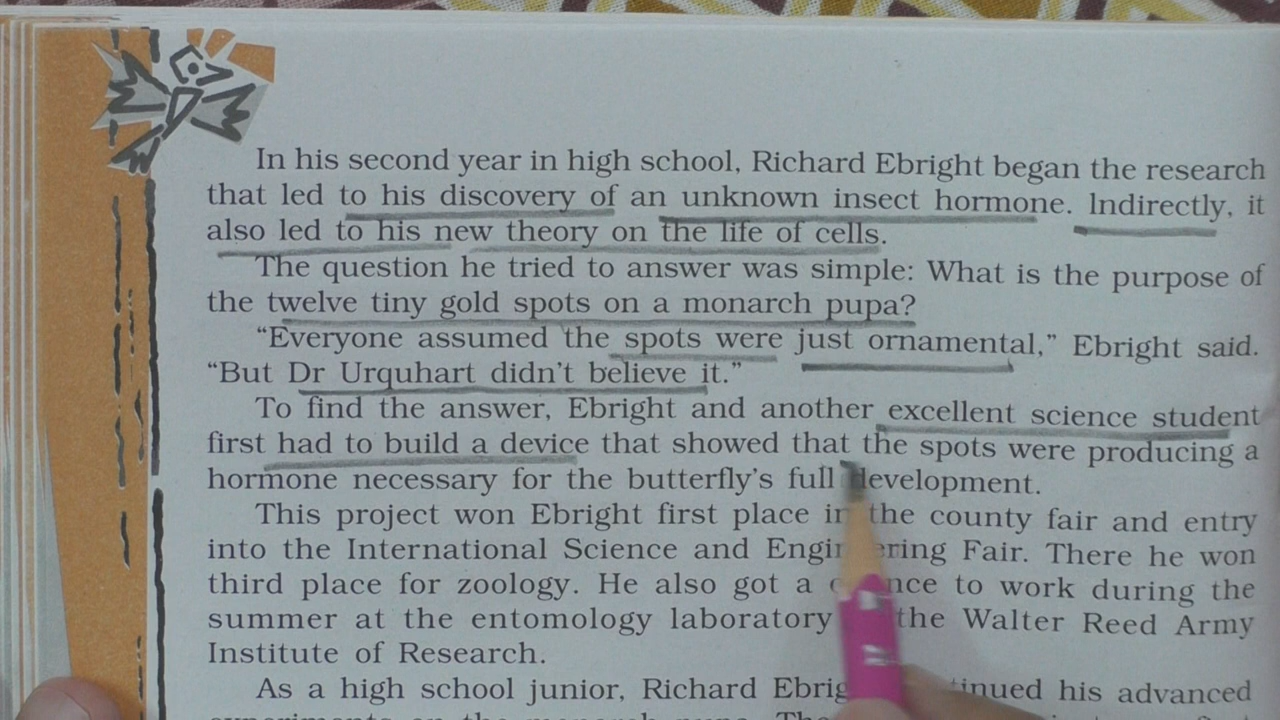 In his second year in high school, Richard Ebright began the research
that led to his discovery of an unknown insect hormone. Indirectly, it
also led to his new theory on the life of cells.
The question he tried to answer was simple: What is the purpose of
the twelve tiny gold spots on a monarch pupa?
“Everyone assumed the spots were just ornamental,” Ebright said.
“But Dr Urquhart didn't believe it.”
To find the answer, Ebright and another excellent science student
first had to build a device that showed that the spots were producing a
hormone necessary for the butterfly's full development.
This project won Ebright first place in the county fair and entry
into the International Science and Engineering Fair. There he won
third place for zoology. He also got a chance to work during the
summer at the entomology laboratory the Walter Reed Army
Institute of Research.
As a high school junior, Richard Ebright continued his advanced
experiments on the monarch pupa.